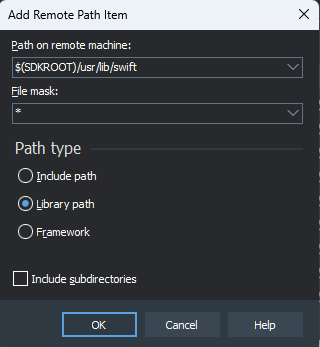 Add Remote Path Item
Path on remote machine:
$(SDKROOT)/usr/lib/swift
File mask:
*
Path type
Include path
Library path
Framework
Include subdirectories
OK Cancel Help